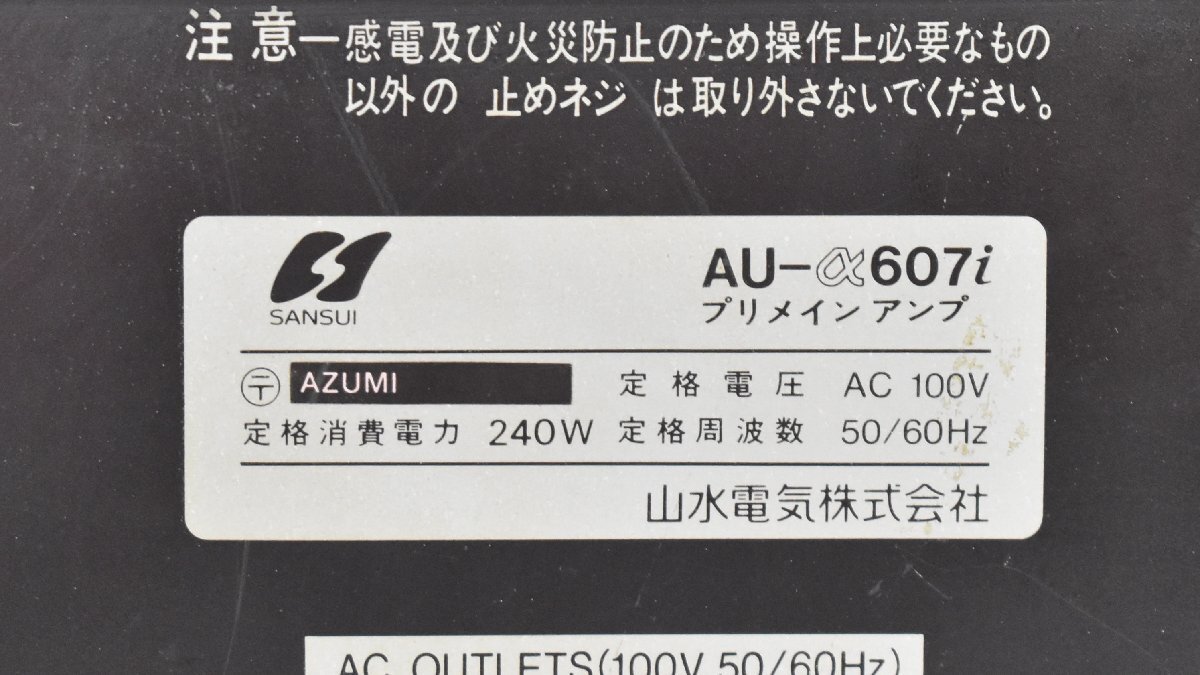 注意―感電及び火災防止のため操作上必要なもの
以外の 止めネジ は取り外さないでください。
SANSUI
AU-α607i
プリメインアンプ
〒 AZUMI 定格電圧 AC 100V
定格消費電力 240W 定格周波数 50/60Hz
山水電気株式会社
AC OUTLETS(100V 50/60Hz)